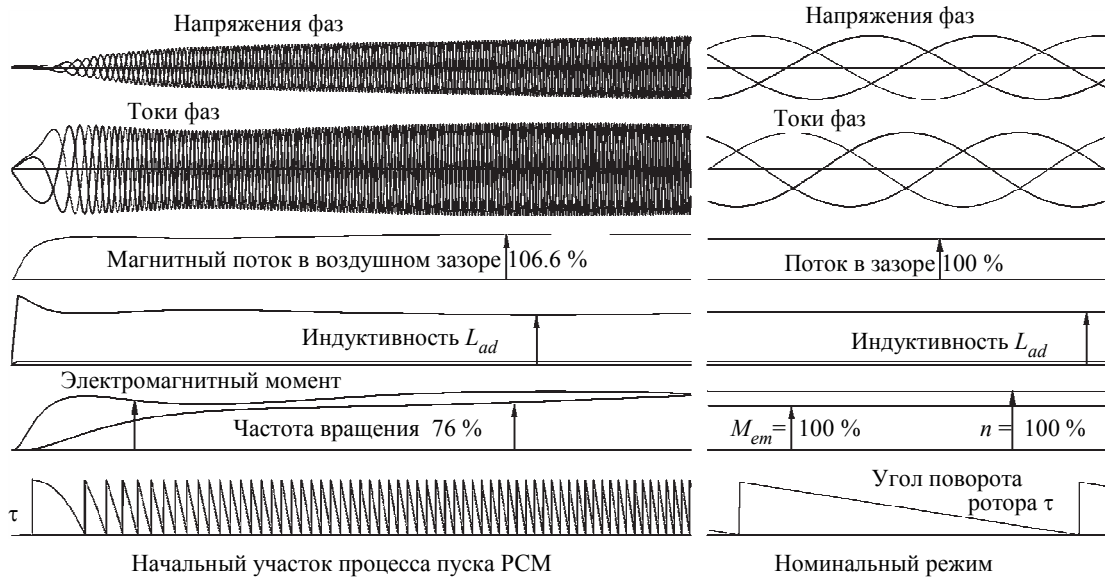 Напряжения фаз
Токи фаз
Магнитный поток в воздушном зазоре 106.6 %
Индуктивность L_ad
Электромагнитный момент
Частота вращения 76 %
τ
Начальный участок процесса пуска РСМ
Напряжения фаз
Токи фаз
Поток в зазоре 100 %
Индуктивность L_ad
M_em = 100 % n = 100 %
Угол поворота
ротора τ
Номинальный режим